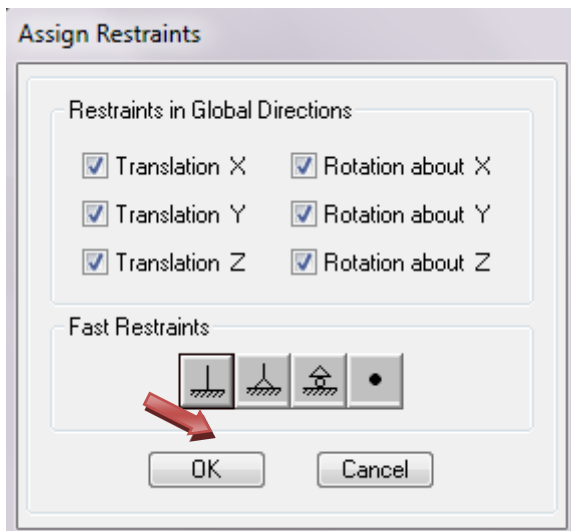 Assign Restraints
Restraints in Global Directions
Translation X Rotation about X
Translation Y Rotation about Y
Translation Z Rotation about Z
Fast Restraints
OK Cancel